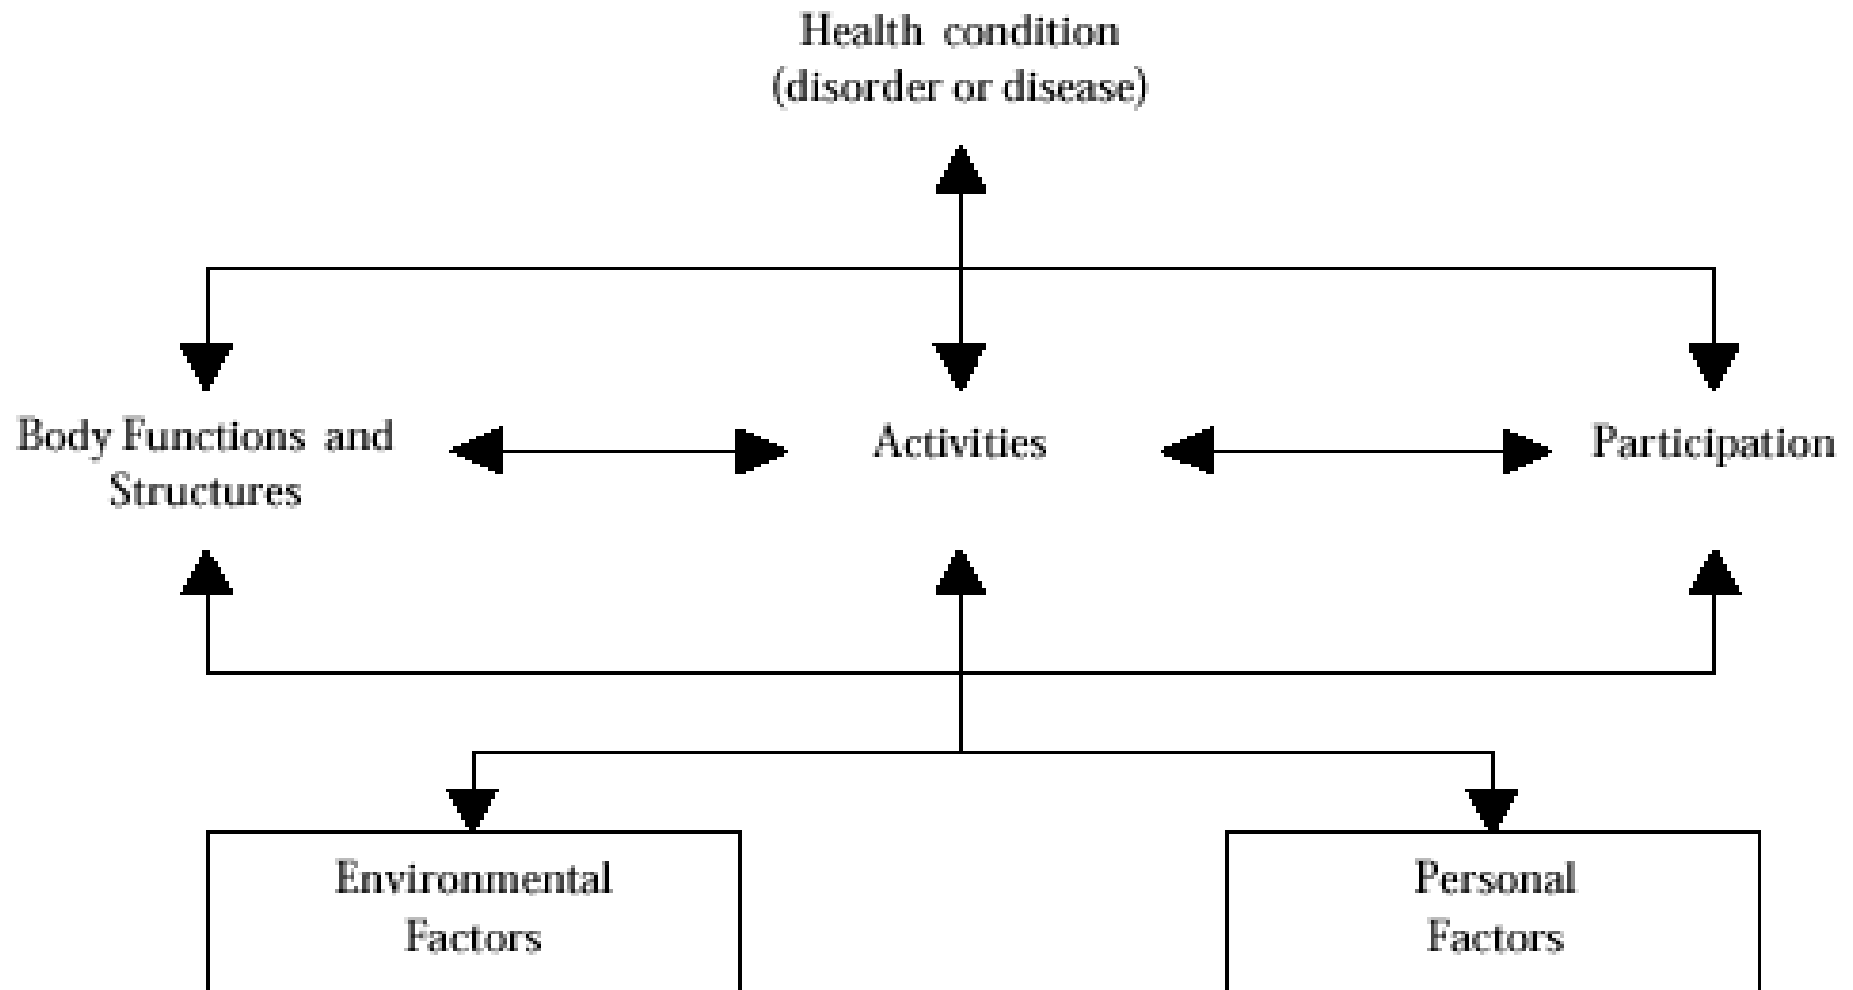 Health condition
(disorder or disease)
Body Functions and
Structures
Activities
Participation
Environmental
Factors
Personal
Factors